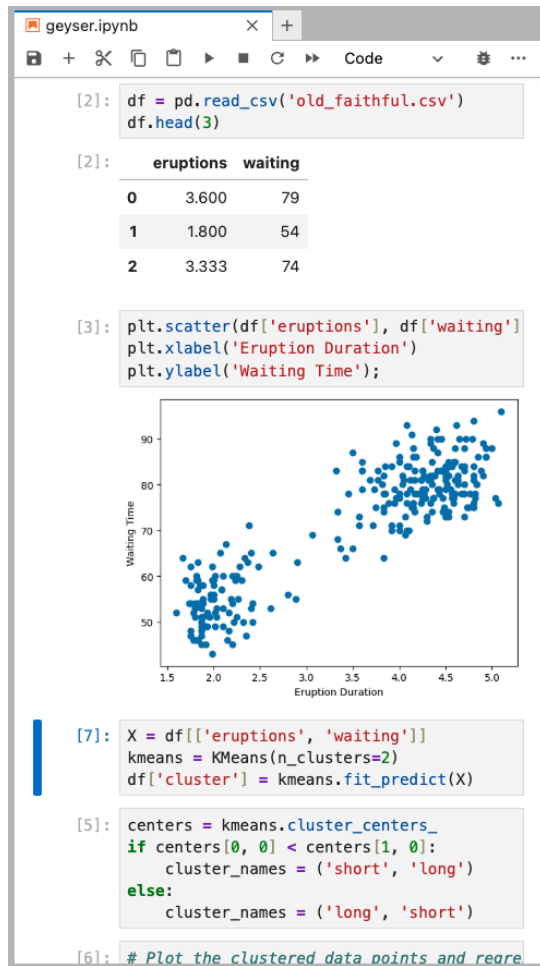 geyser.ipynb
Code
[2]: df = pd.read_csv('old_faithful.csv')
df.head(3)
[2]: eruptions waiting
0 3.600 79
1 1.800 54
2 3.333 74
[3]: plt.scatter(df['eruptions'], df['waiting']
plt.xlabel('Eruption Duration')
plt.ylabel('Waiting Time');
90
80
70
60
50
Waiting Time
1.5 2.0 2.5 3.0 3.5 4.0 4.5 5.0
Eruption Duration
[7]: X = df[['eruptions', 'waiting']]
kmeans = KMeans(n_clusters=2)
df['cluster'] = kmeans.fit_predict(X)
[5]: centers = kmeans.cluster_centers_
if centers[0, 0] < centers[1, 0]:
    cluster_names = ('short', 'long')
else:
    cluster_names = ('long', 'short')
[6]: # Plot the clustered data points and regre